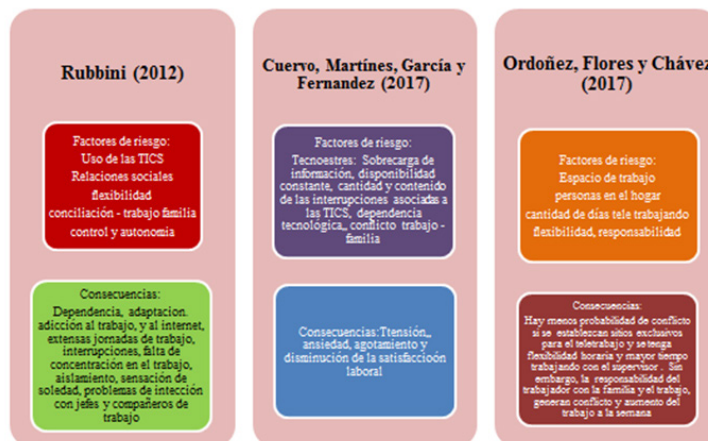 Rubbini (2012)
Factores de riesgo:
Uso de las TICS
Relaciones sociales
flexibilidad
conciliación - trabajo familia
control y autonomia
Consecuencias:
Dependencia, adaptacion.
adicción al trabajo, y al internet,
extensas jornadas de trabajo,
interrupciones, falta de
concentración en el trabajo,
aislamiento, sensación de
soledad, problemas de intección
con jefes y compañeros de
trabajo
Cuervo, Martínes, García y
Fernandez (2017)
Factores de riesgo:
Tecnoestres: Sobrecarga de
información, disponibilidad
constante, cantidad y contenido
de las interrupciones asociadas a
las TICS, dependencia
tecnológica,, conflicto trabajo -
familia
Consecuencias:Ttensión,,
ansiedad, agotamiento y
disminución de la satisfaccioón
laboral
Ordoñez, Flores y Chávez
(2017)
Factores de riesgo:
Espacio de trabajo
personas en el hogar
cantidad de días tele trabajando
flexibilidad, responsabilidad
Consecuencias:
Hay menos probabilidad de conflicto
si se establezcan sitios exclusivos
para el teletrabajo y se tenga
flexibilidad horaria y mayor tiempo
trabajando con el supervisor . Sin
embargo, la responsabilidad del
trabajador con la familia y el trabajo,
generan conflicto y aumento del
trabajo a la semana